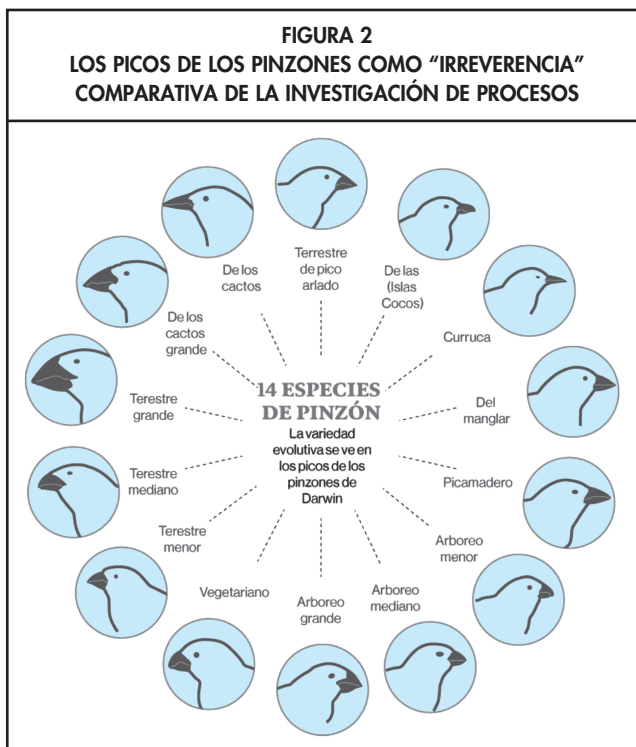 FIGURA 2
LOS PICOS DE LOS PINZONES COMO “IRREVERENCIA”
COMPARATIVA DE LA INVESTIGACIÓN DE PROCESOS
Terrestre
de pico
arlado
De las
(Islas
Cocos)
Curruca
Del
manglar
Picamadero
Arboreo
menor
Arboreo
mediano
Arboreo
grande
Vegetariano
Terestre
menor
Terestre
mediano
Terestre
grande
De los
cactos
grande
De los
cactos
14 ESPECIES
DE PINZÓN
La variedad
evolutiva se ve en
los picos de los
pinzones de
Darwin